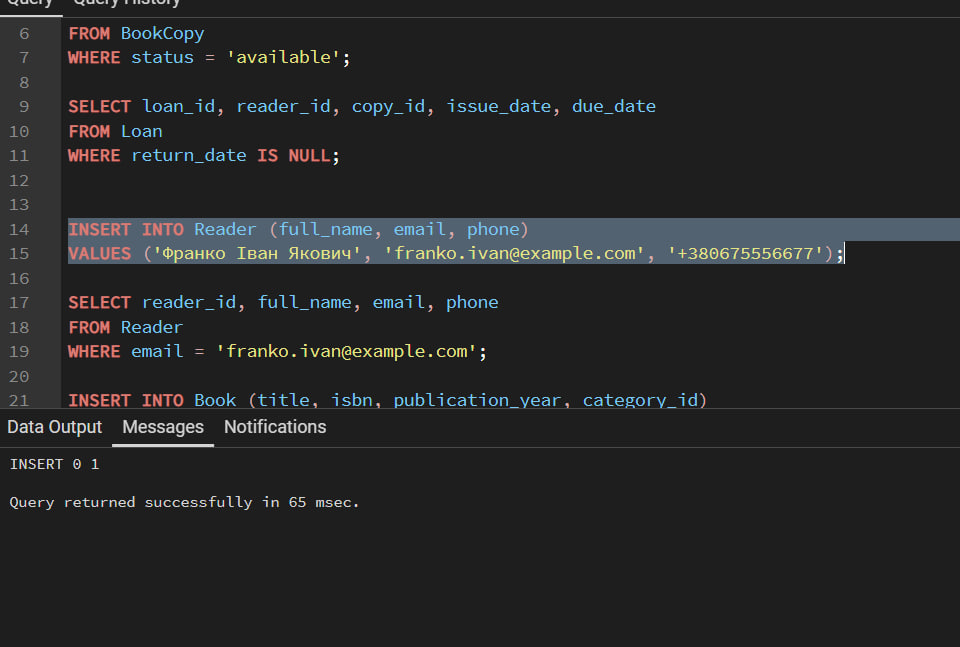 Query Query History
6 FROM BookCopy
7 WHERE status = 'available';
8
9 SELECT loan_id, reader_id, copy_id, issue_date, due_date
10 FROM Loan
11 WHERE return_date IS NULL;
12
13
14 INSERT INTO Reader (full_name, email, phone)
15 VALUES ('Франко Іван Якович', 'franko.ivan@example.com', '+380675556677');
16
17 SELECT reader_id, full_name, email, phone
18 FROM Reader
19 WHERE email = 'franko.ivan@example.com';
20
21 INSERT INTO Book (title, isbn, publication_year, category_id)
Data Output Messages Notifications
INSERT 0 1
Query returned successfully in 65 msec.